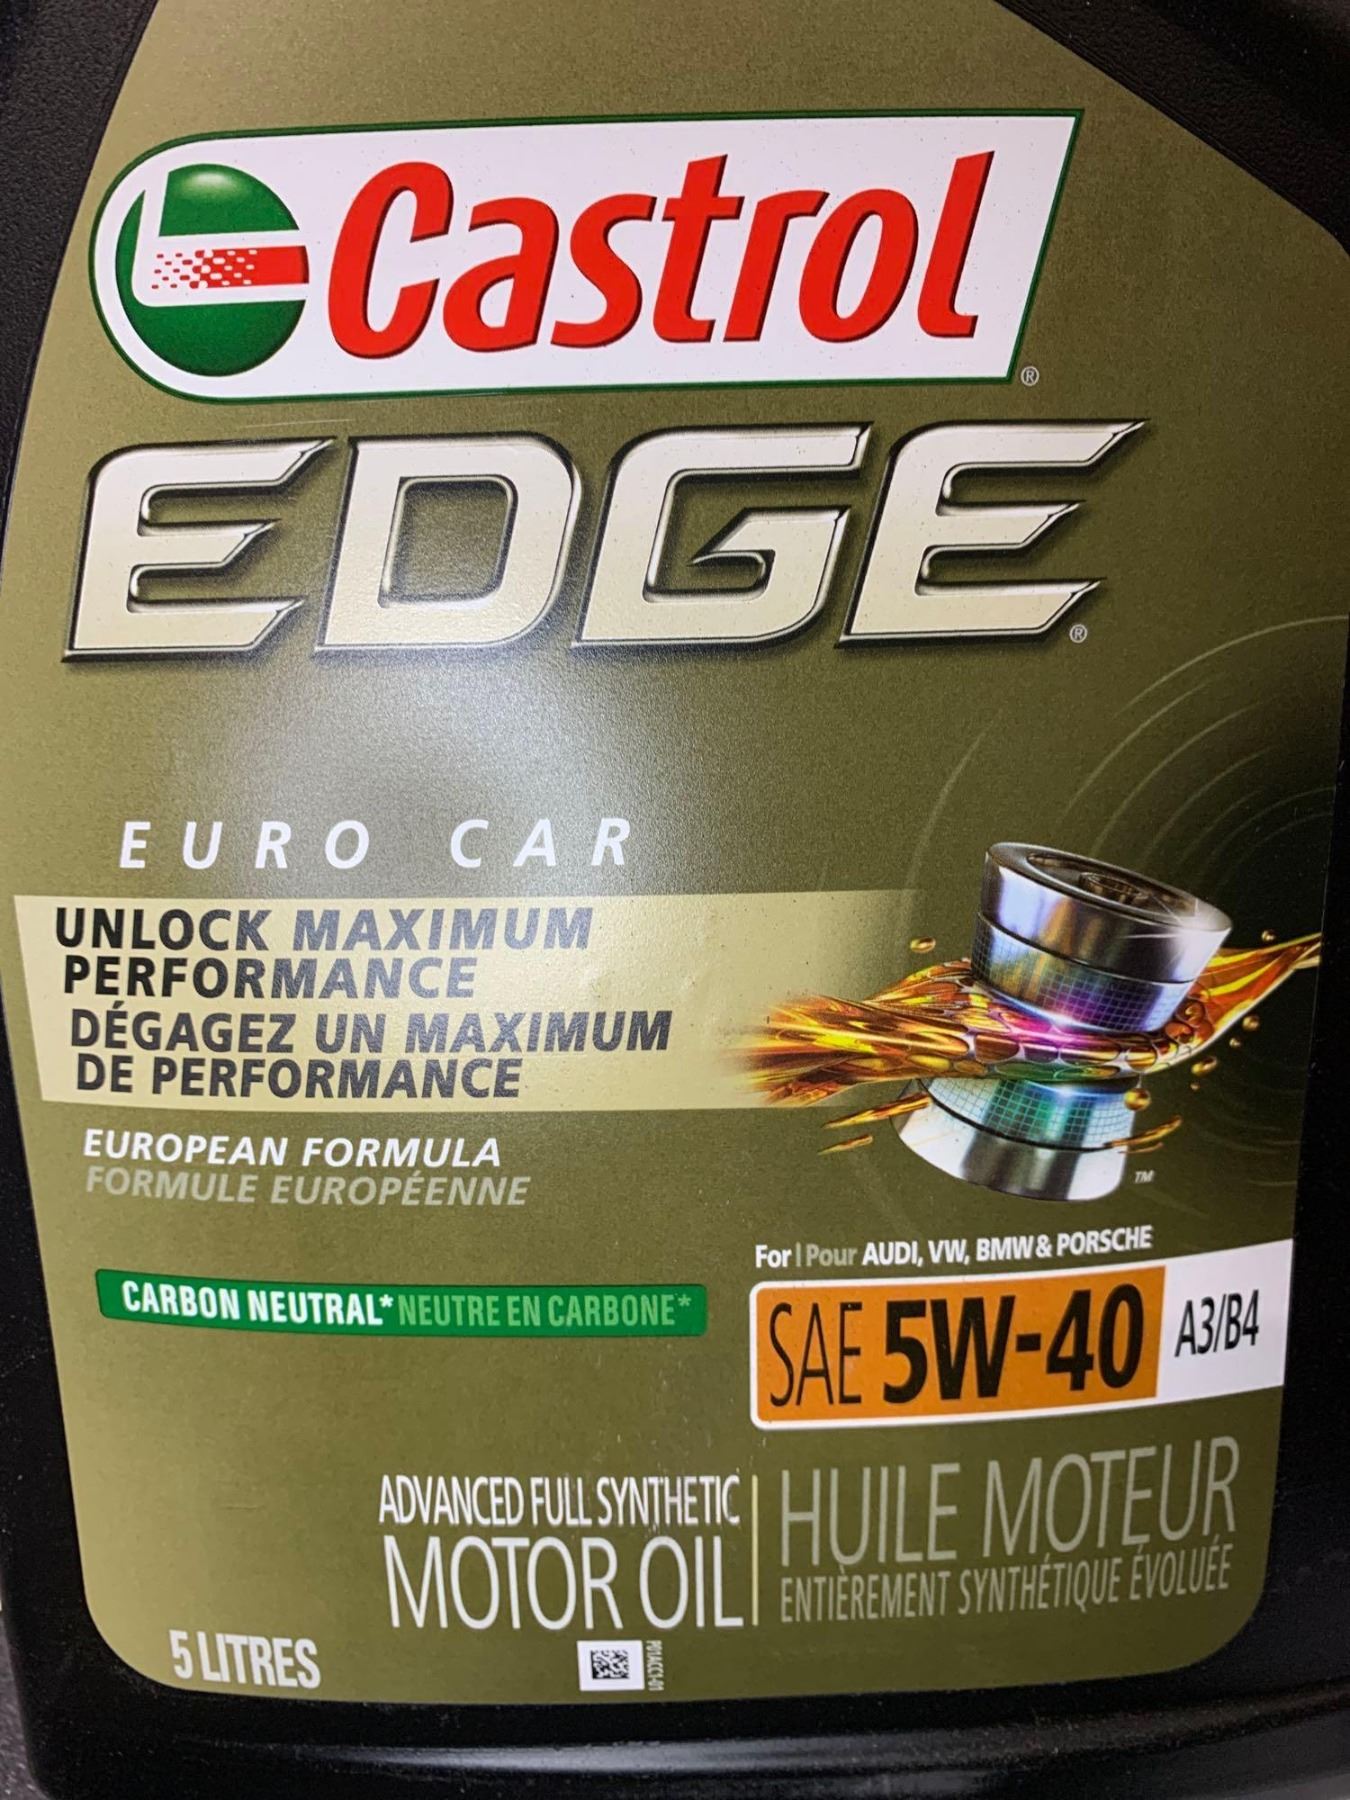 Castrol
®
EDGE
®
EURO CAR
UNLOCK MAXIMUM
PERFORMANCE
DÉGAGEZ UN MAXIMUM
DE PERFORMANCE
EUROPEAN FORMULA
FORMULE EUROPÉENNE
TM
For | Pour AUDI, VW, BMW & PORSCHE
CARBON NEUTRAL* NEUTRE EN CARBONE*
SAE 5W-40 A3/B4
ADVANCED FULL SYNTHETIC
MOTOR OIL
HUILE MOTEUR
ENTIÈREMENT SYNTHÉTIQUE ÉVOLUÉE
5 LITRES